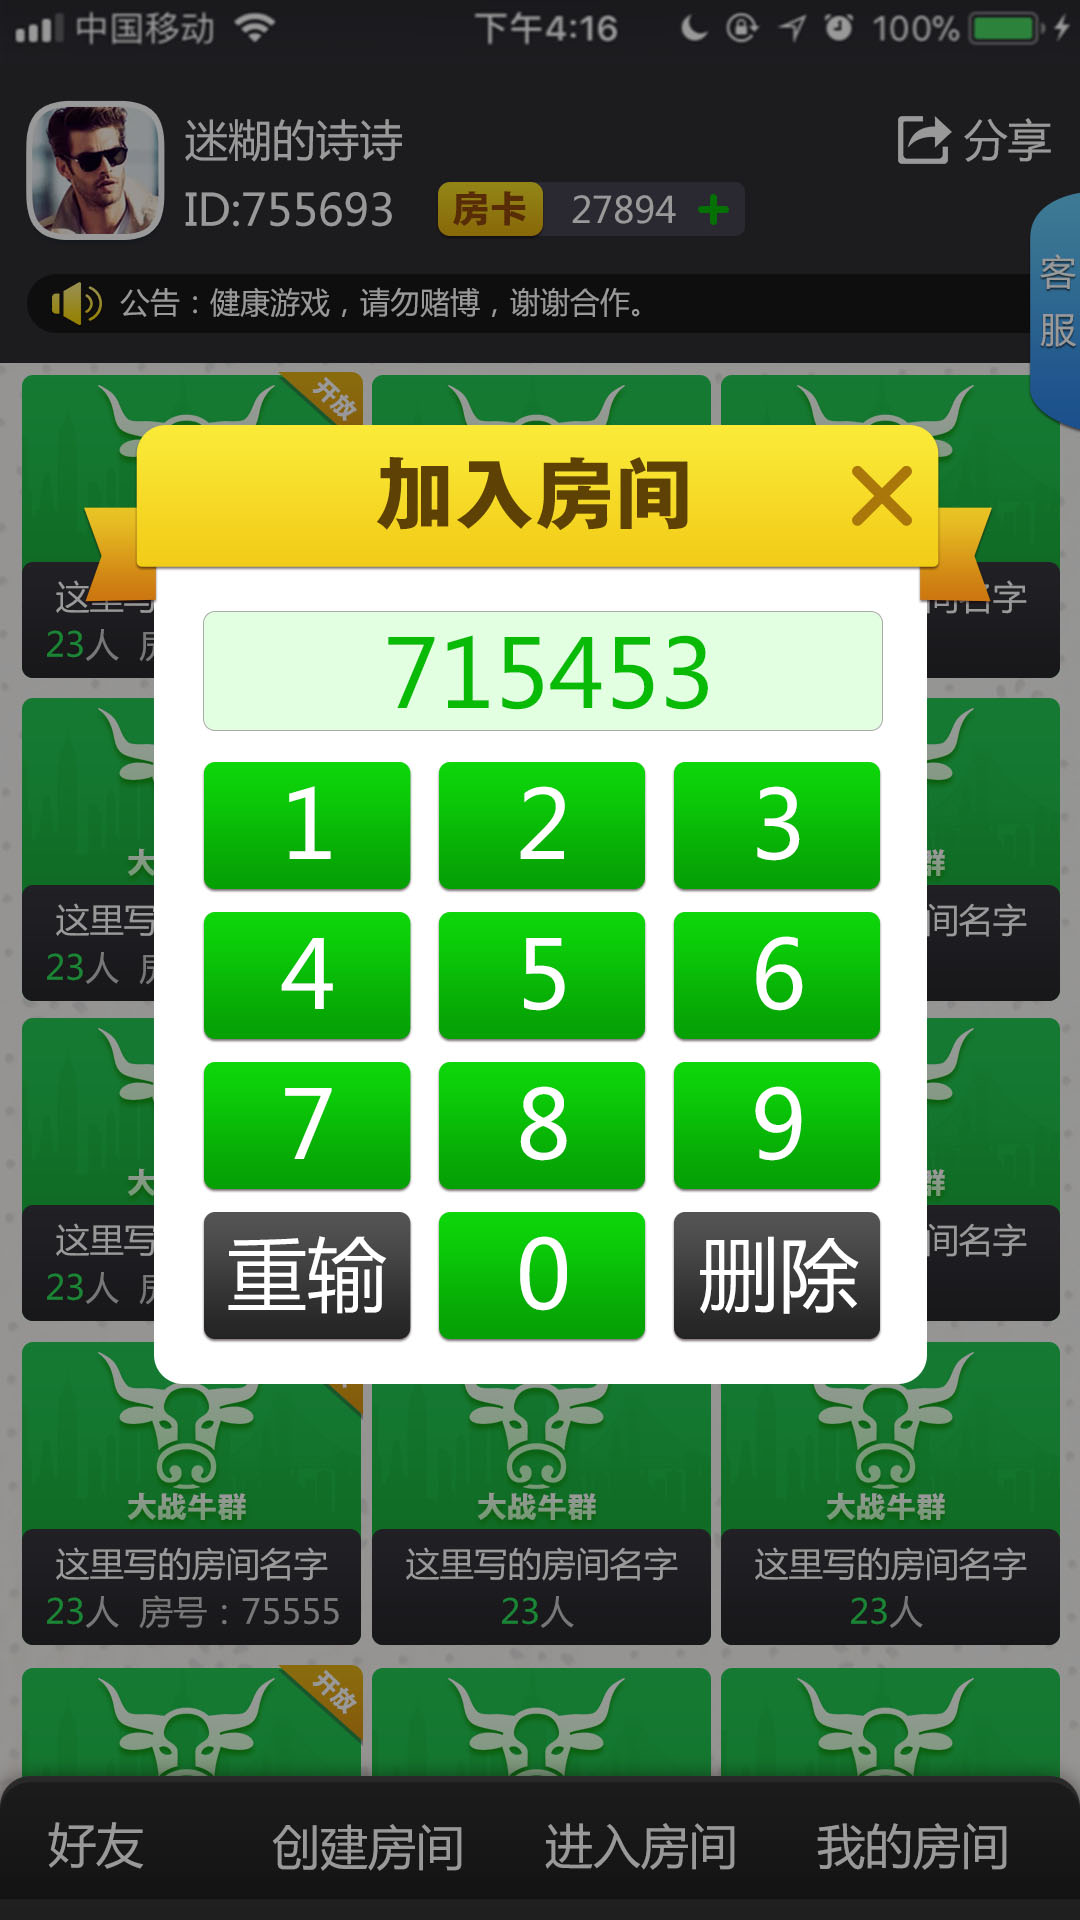 中国移动 下午4:16 100%
迷糊的诗诗
分享
ID:755693 房卡 27894 +
客服
公告：健康游戏，请勿赌博，谢谢合作。
开放
加入房间
这里写 间名字
23人
715453
1 2 3
大 群
这里写 间名字
23人
4 5 6
7 8 9
大 群
这里写 间名字
23人
重输 0 删除
大战牛群 大战牛群 大战牛群
这里写的房间名字 这里写的房间名字 这里写的房间名字
23人 房号：75555 23人 23人
开放
好友 创建房间 进入房间 我的房间